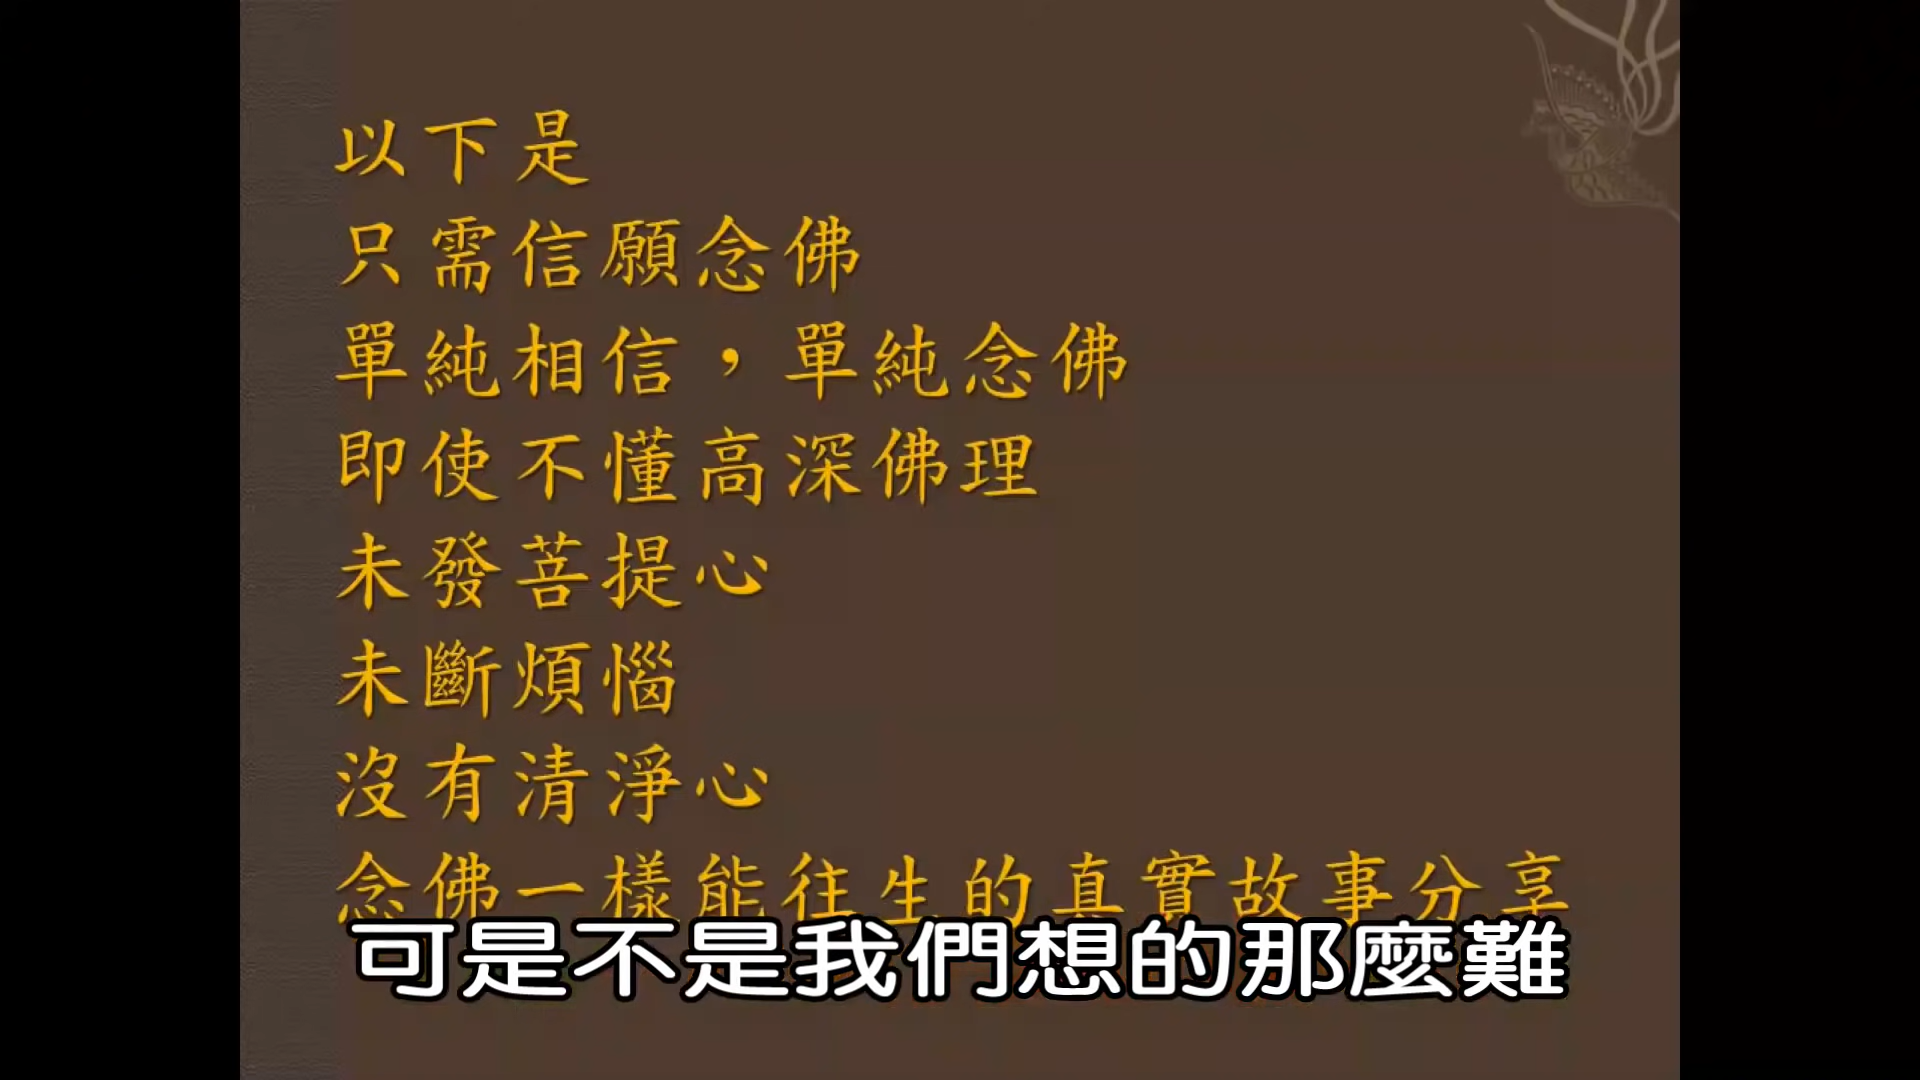 以下是
只需信願念佛
單純相信，單純念佛
即使不懂高深佛理
未發菩提心
未斷煩惱
沒有清淨心
念佛一樣能往生的真實故事分享
可是不是我們想的那麼難